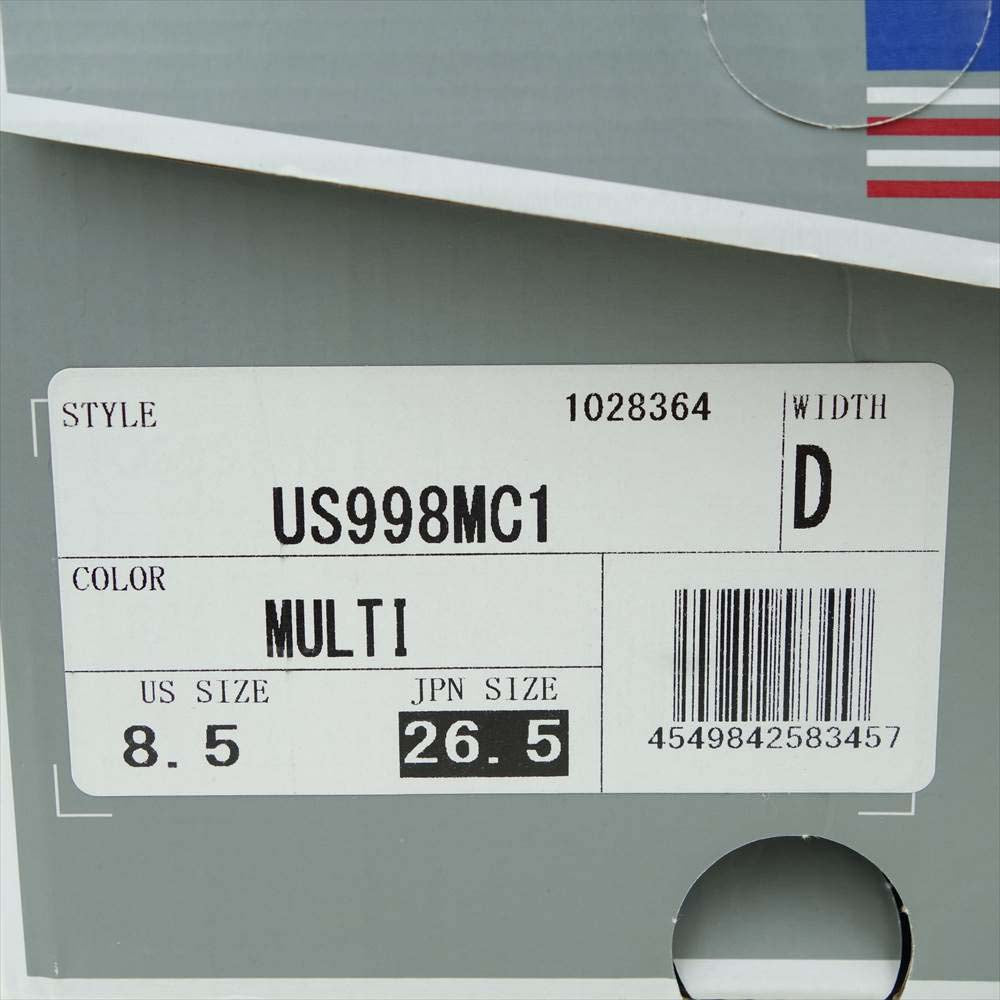 STYLE 1028364 WIDTH
US998MC1 D
COLOR
MULTI
US SIZE JPN SIZE
8.5 26.5
4549842583457